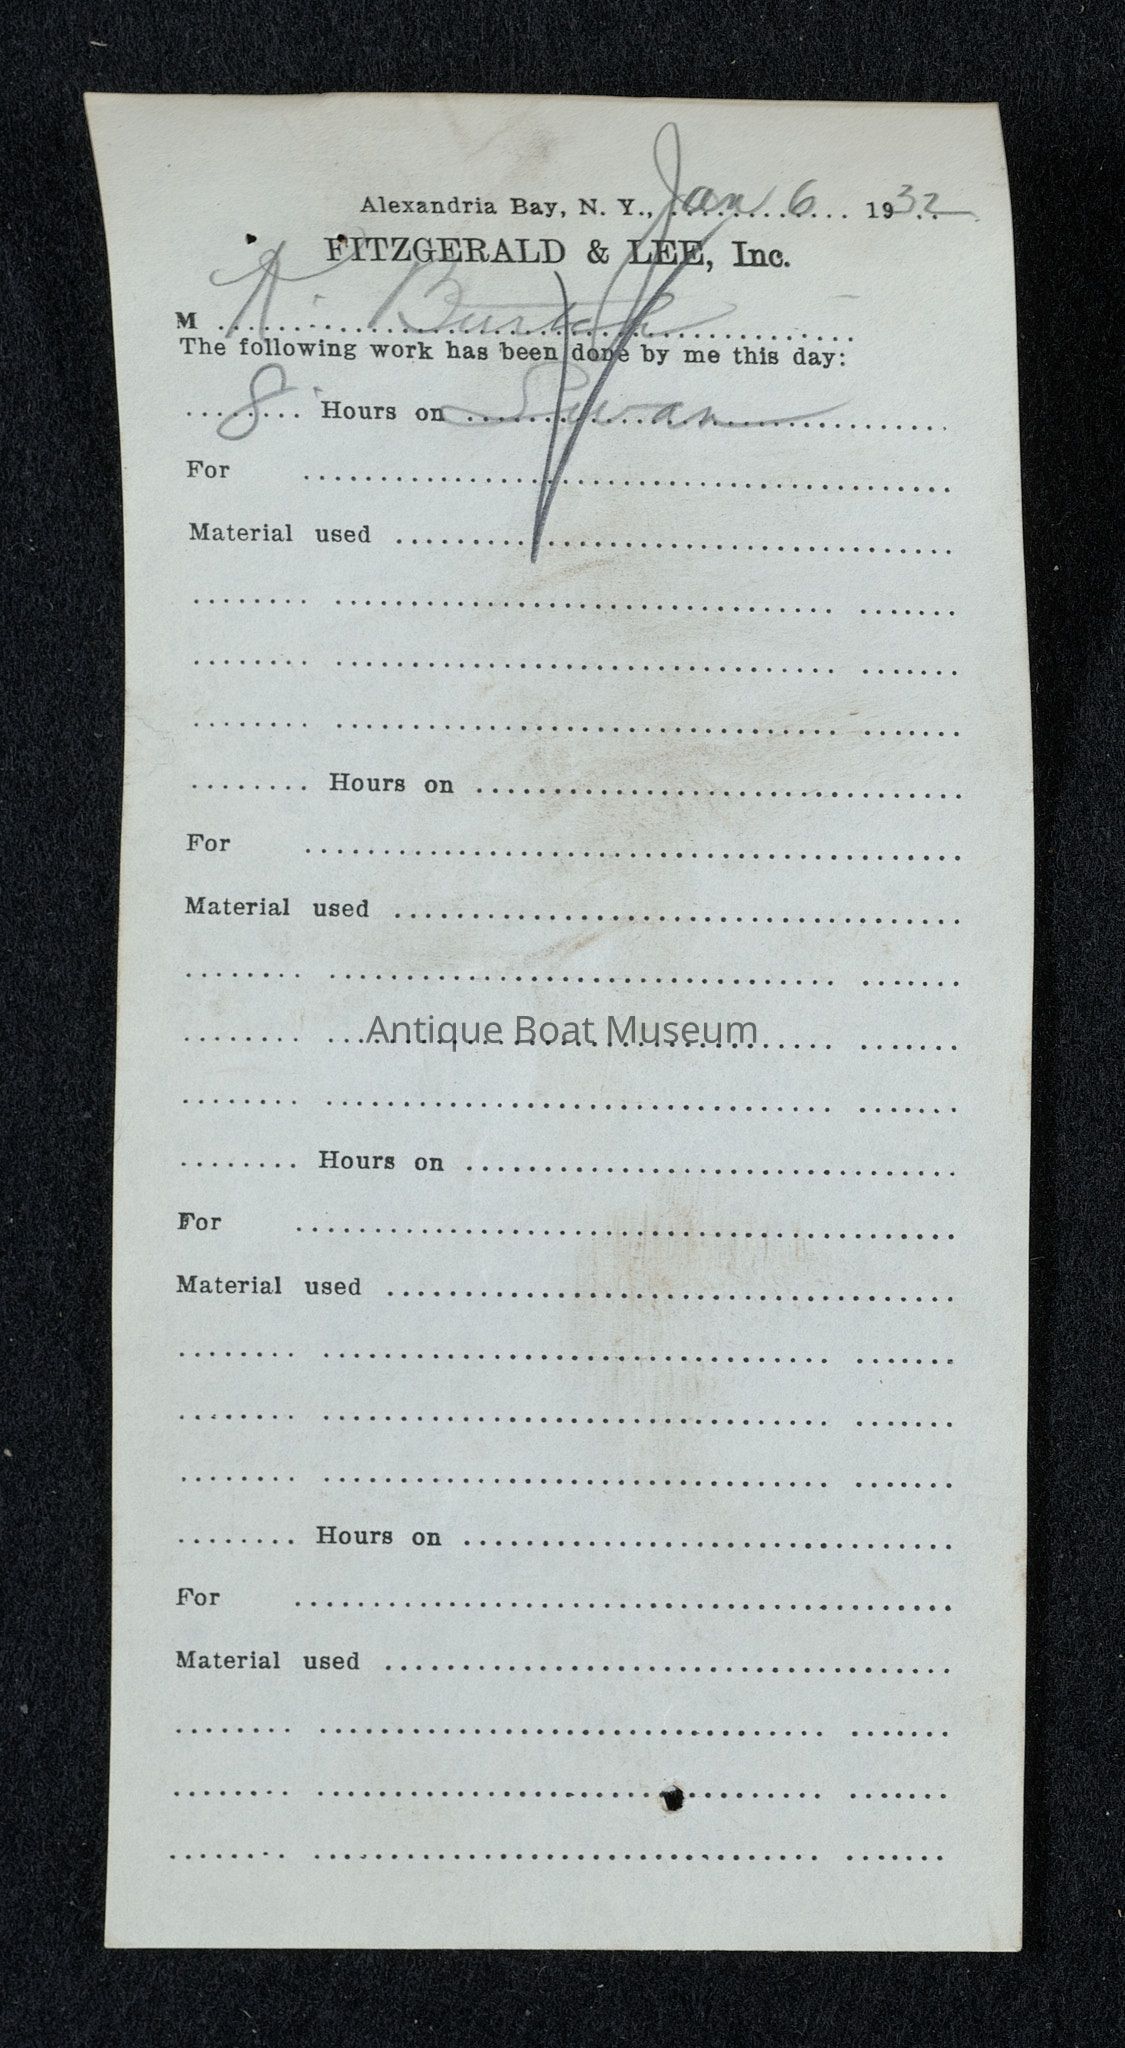 Alexandria Bay, N. Y., Jan 6 1932
FITZGERALD & LEE, Inc.
M
The following work has been done by me this day:
8 Hours on Swan
For
Material used
Hours on
For
Material used
Antique Boat Museum
Hours on
For
Material used
Hours on
For
Material used